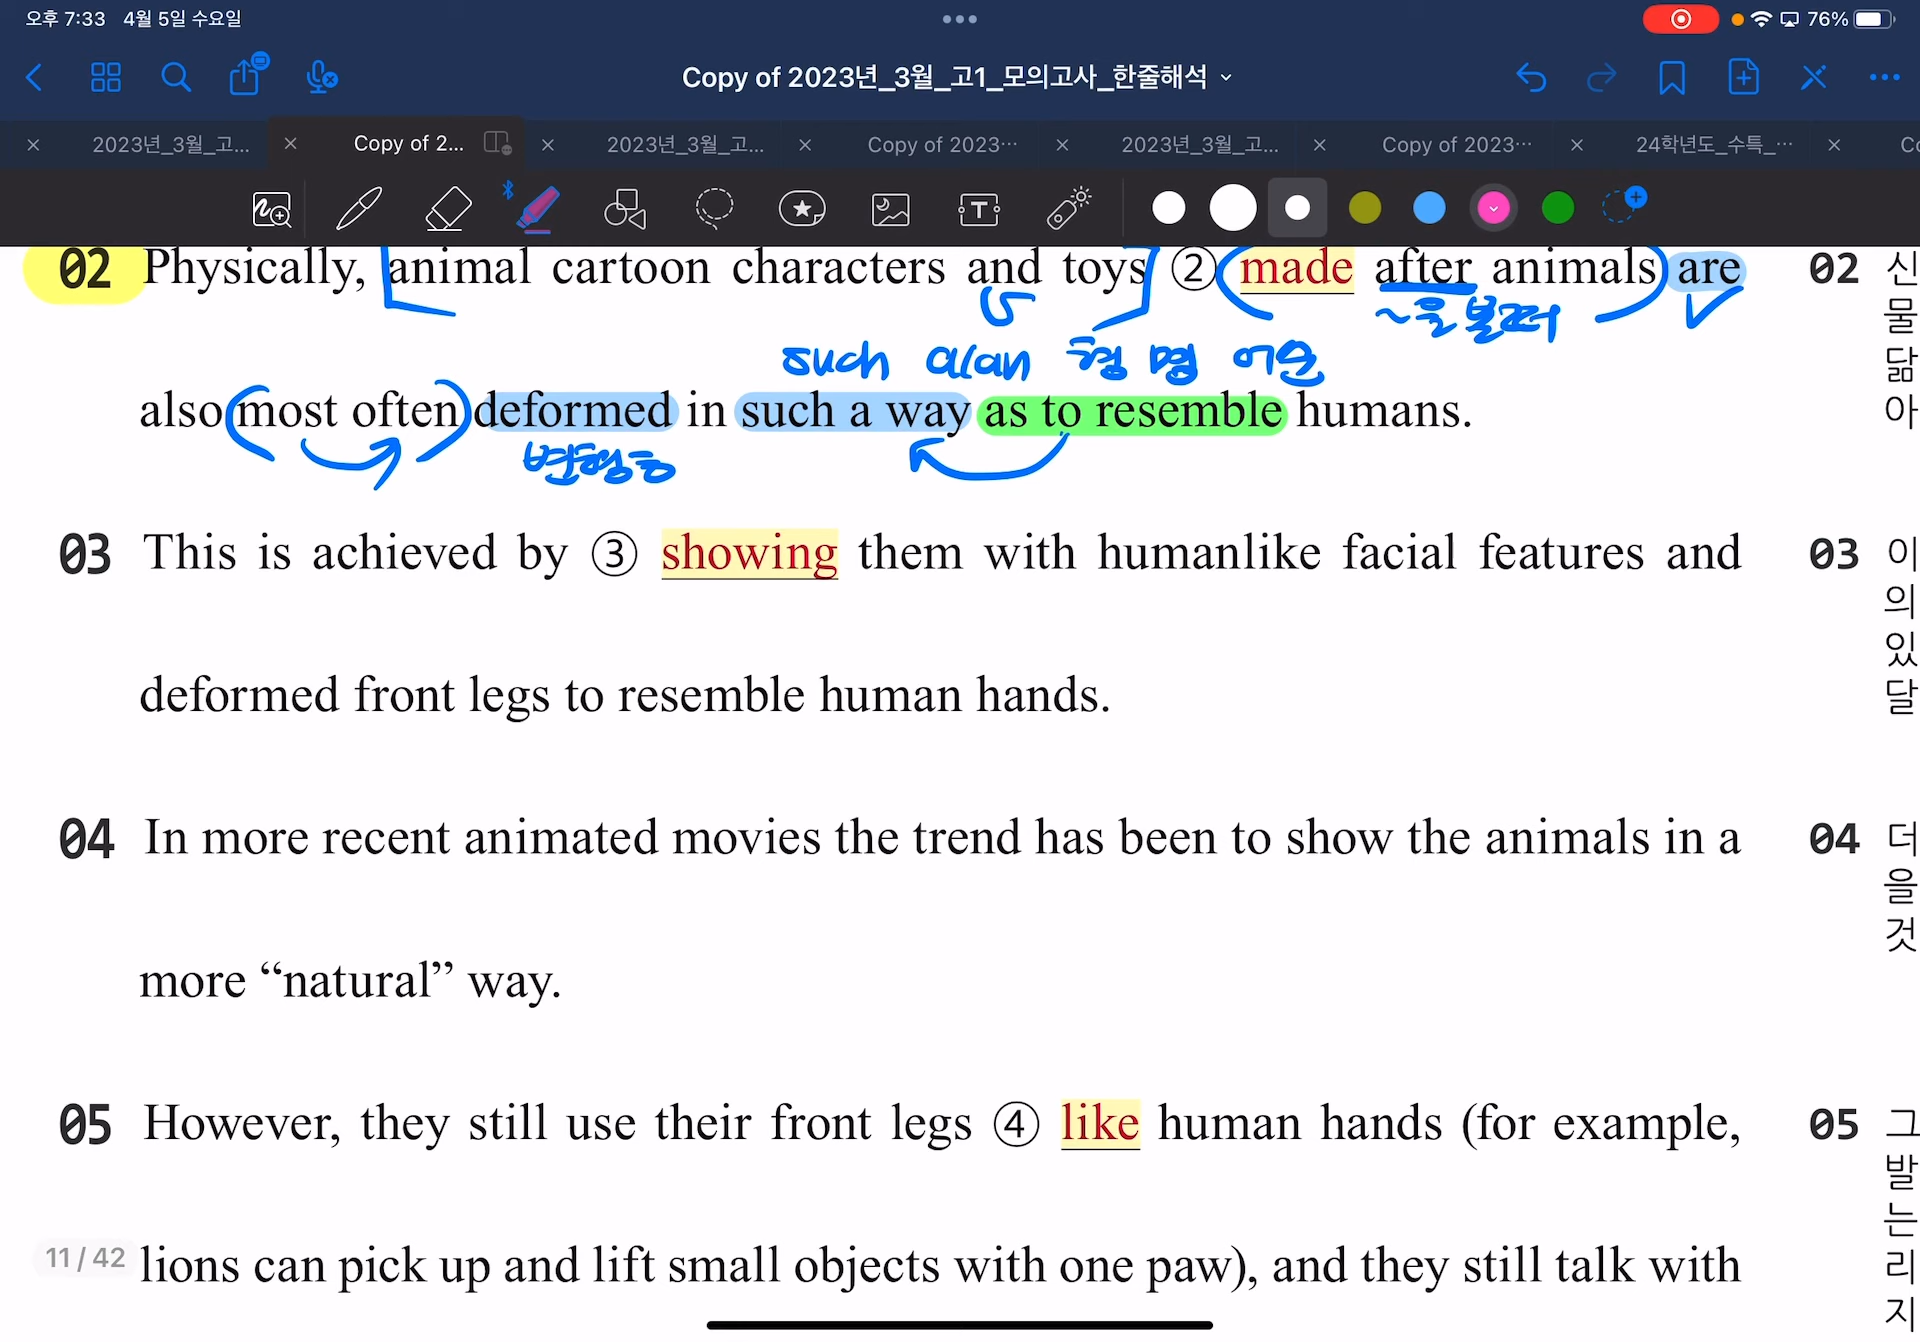 오후 7:33 4월 5일 수요일 76%
Copy of 2023년_3월_고1_모의고사_한줄해석
2023년_3월_고... Copy of 2... 2023년_3월_고... Copy of 2023... 2023년_3월_고... Copy of 2023... 24학년도_수특_... Co
02 Physically, animal cartoon characters and toys ② made after animals are 02 신
~을 본떠 물
such a/an 형 명 어순 닮
also most often deformed in such a way as to resemble humans. 아
변형하
03 This is achieved by ③ showing them with humanlike facial features and 03 이
의
있
deformed front legs to resemble human hands. 달
04 In more recent animated movies the trend has been to show the animals in a 04 더
을
것
more “natural” way.
05 However, they still use their front legs ④ like human hands (for example, 05 그
발
는
11 / 42 lions can pick up and lift small objects with one paw), and they still talk with 리
지